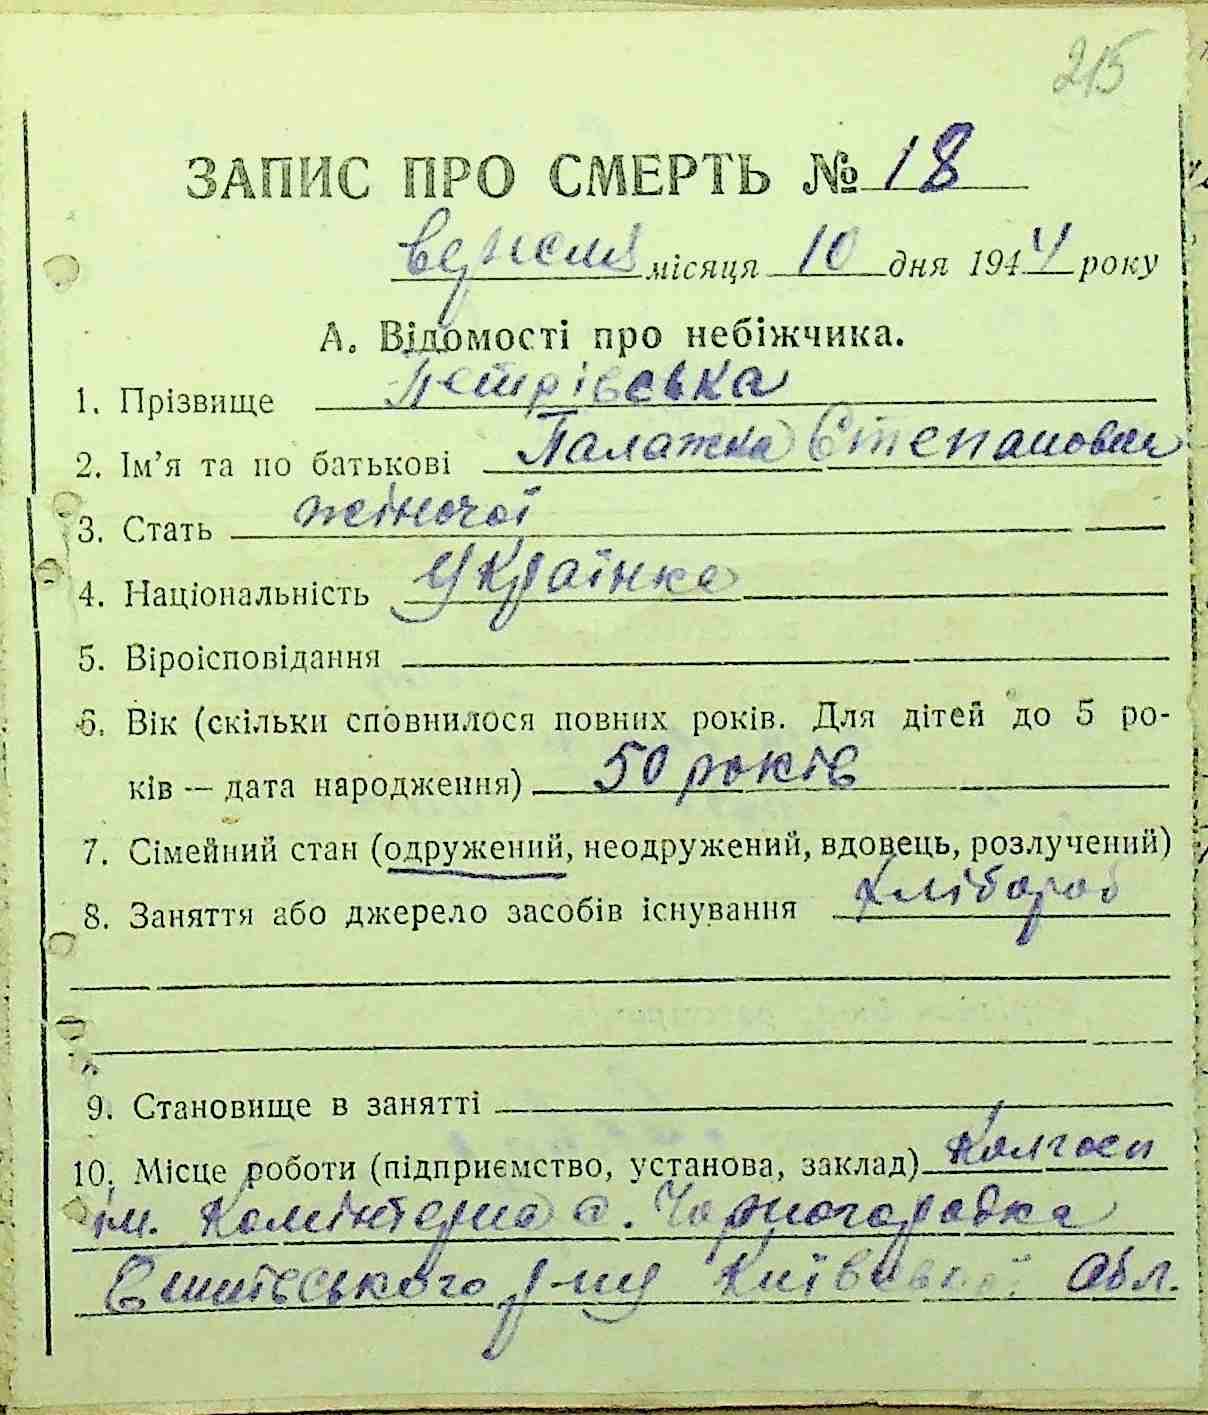 215
ЗАПИС ПРО СМЕРТЬ № 18
вересня місяця 10 дня 1944 року
А. Відомості про небіжчика.
1. Прізвище Петрівська
2. Ім'я та по батькові Палажка Степановна
3. Стать жіночої
4. Національність Українка
5. Віроісповідання
6. Вік (скільки сповнилося повних років. Для дітей до 5 ро-
ків — дата народження) 50 років
7. Сімейний стан (одружений, неодружений, вдовець, розлучений)
8. Заняття або джерело засобів існування хлібороб
9. Становище в занятті
10. Місце роботи (підприємство, установа, заклад) Колгосп
ім. Комінтерна с. Чорногородка
р-ну Київської Обл.